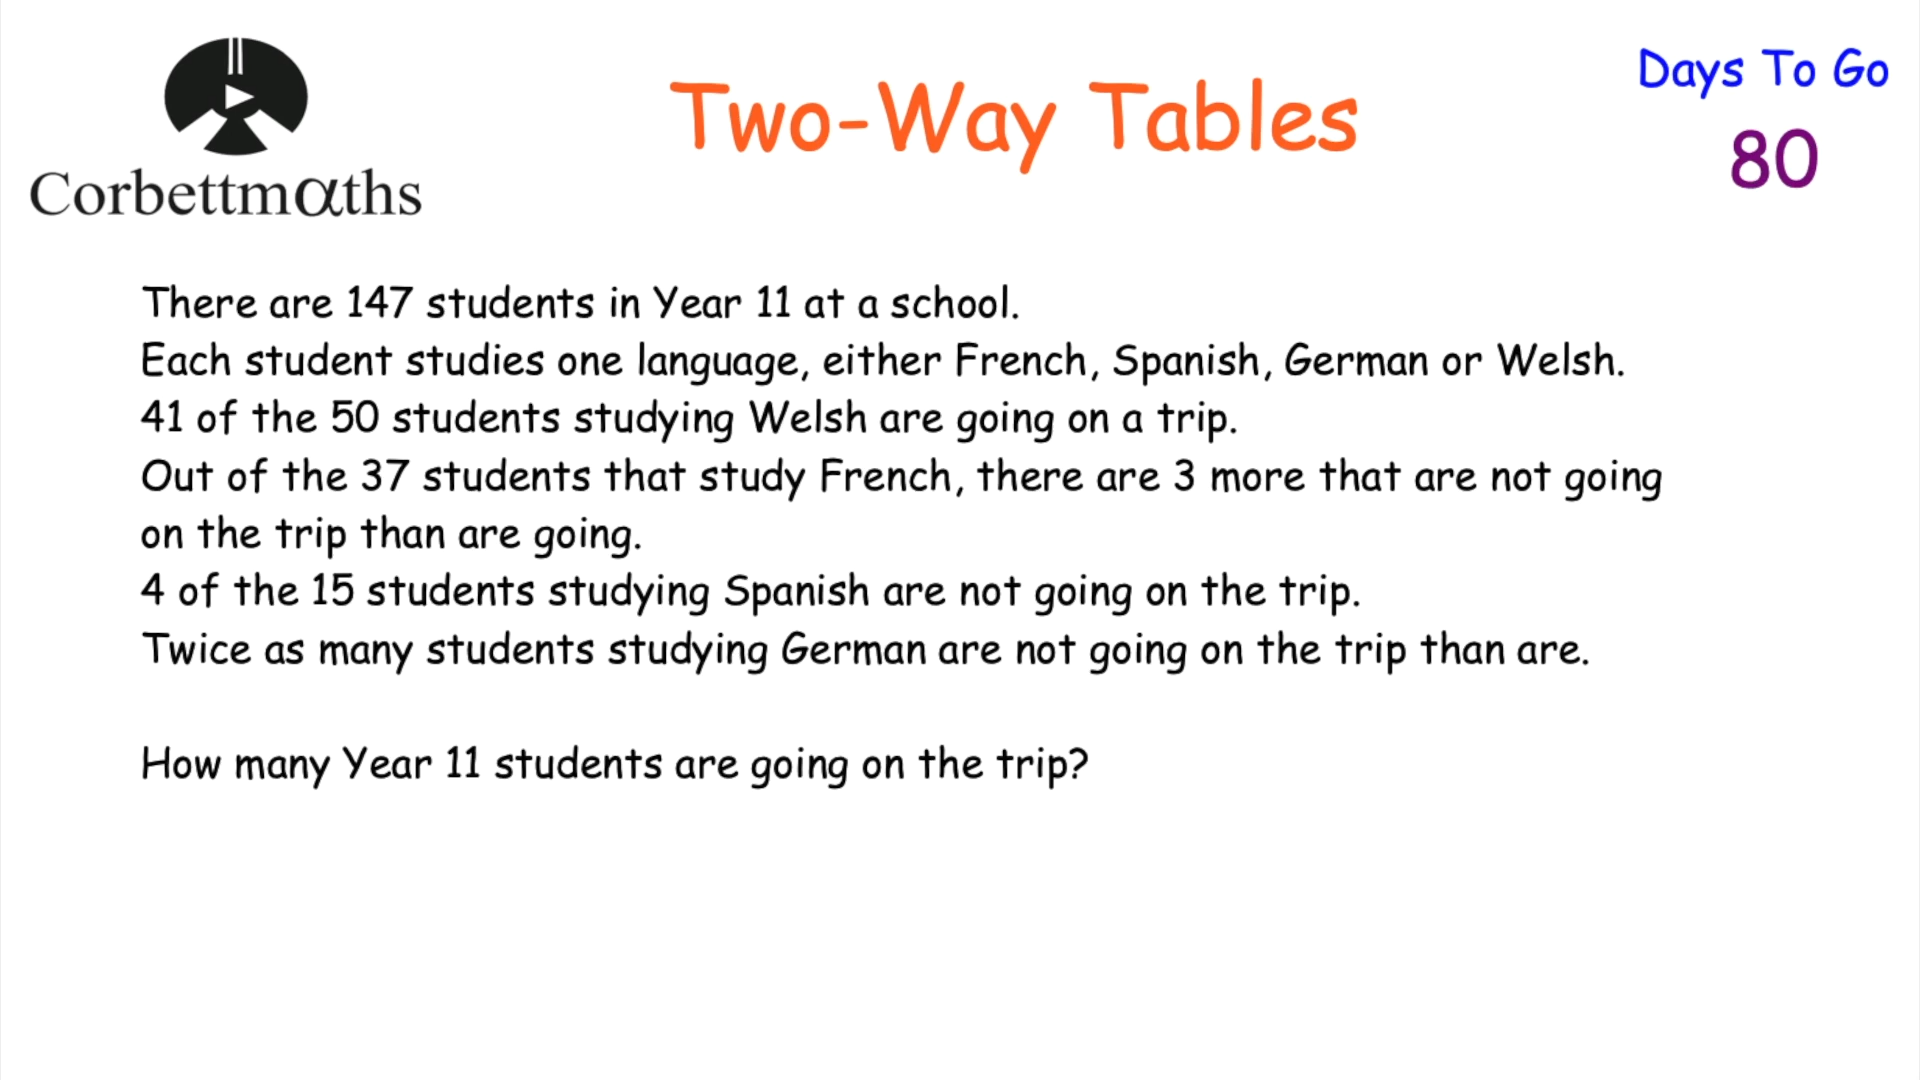 Corbettmαths
Two-Way Tables
Days To Go
80
There are 147 students in Year 11 at a school.
Each student studies one language, either French, Spanish, German or Welsh.
41 of the 50 students studying Welsh are going on a trip.
Out of the 37 students that study French, there are 3 more that are not going
on the trip than are going.
4 of the 15 students studying Spanish are not going on the trip.
Twice as many students studying German are not going on the trip than are.
How many Year 11 students are going on the trip?